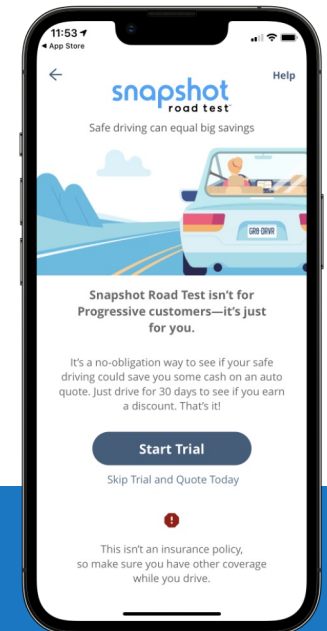 11:53
App Store
Help
snapshot
road test
Safe driving can equal big savings
GR8-DRVR
Snapshot Road Test isn't for
Progressive customers—it's just
for you.
It's a no-obligation way to see if your safe
driving could save you some cash on an auto
quote. Just drive for 30 days to see if you earn
a discount. That's it!
Start Trial
Skip Trial and Quote Today
This isn't an insurance policy,
so make sure you have other coverage
while you drive.